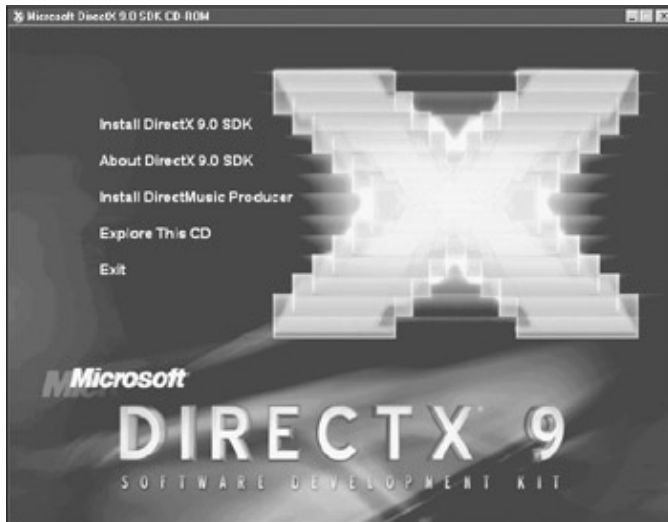 Microsoft DirectX 9.0 SDK CD-ROM
Install DirectX 9.0 SDK
About DirectX 9.0 SDK
Install DirectMusic Producer
Explore This CD
Exit
Microsoft
DIRECTX 9
SOFTWARE DEVELOPMENT KIT